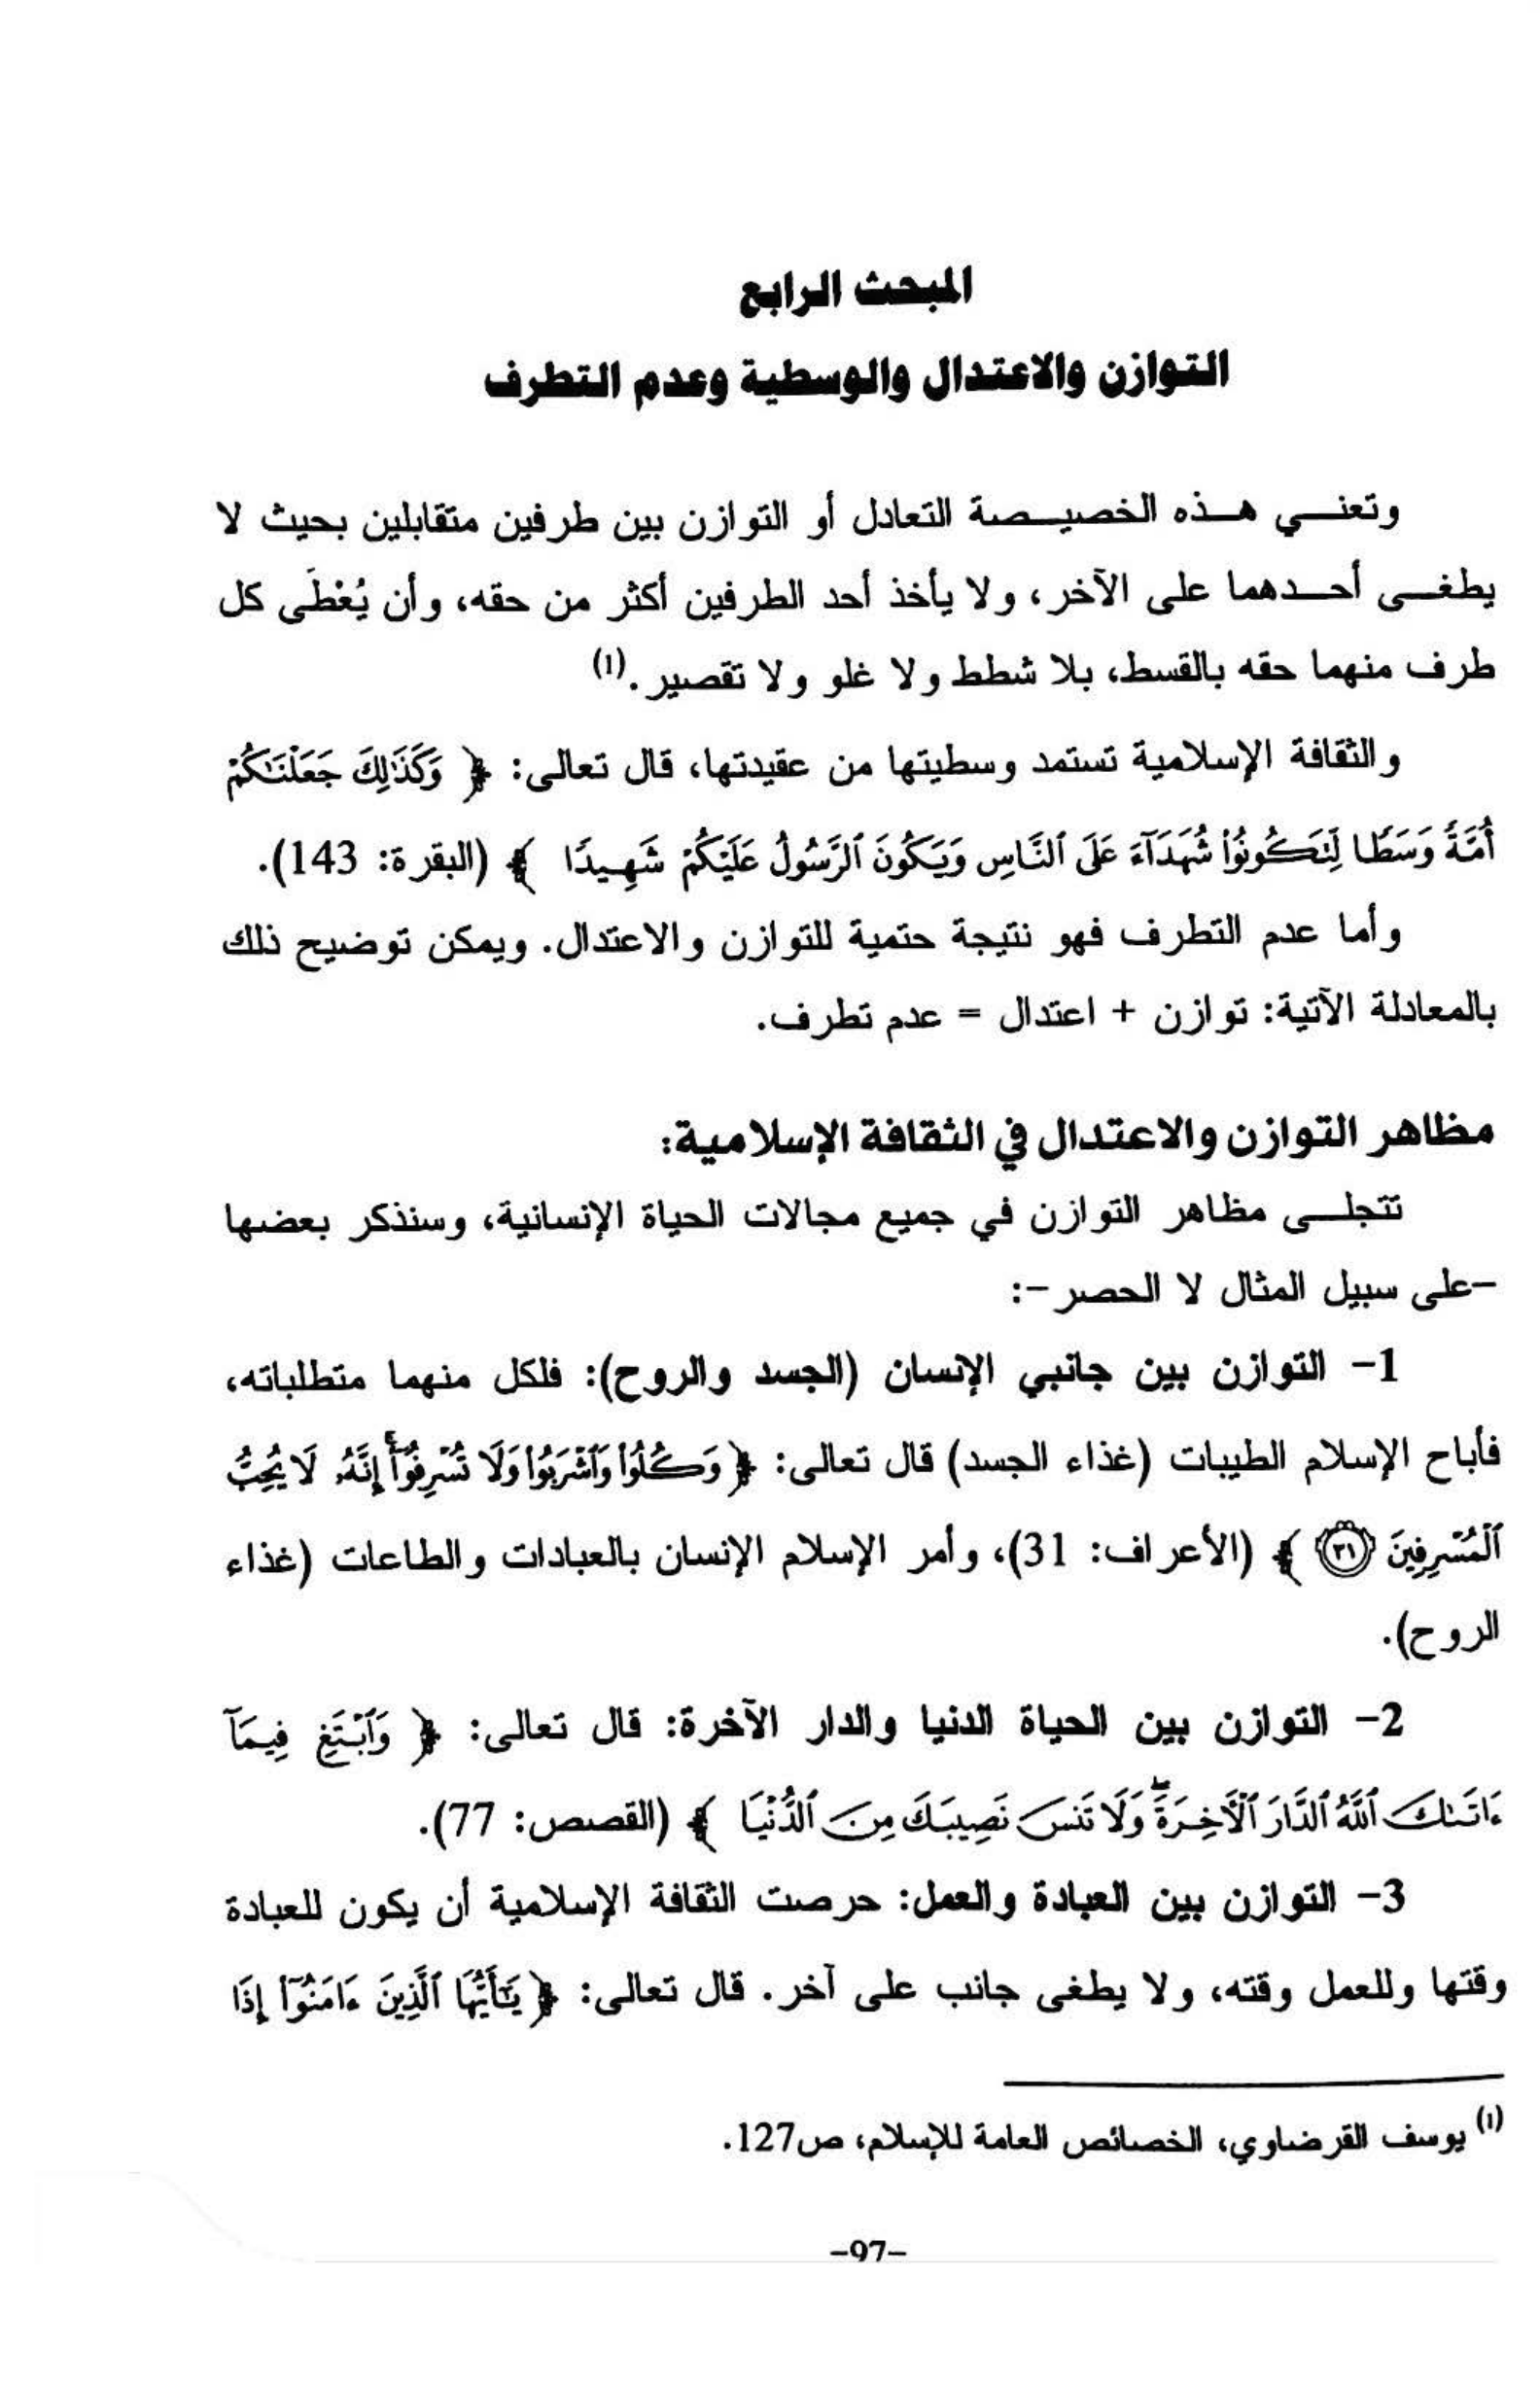 المبحث الرابع
التوازن والاعتدال والوسطية وعدم التطرف
وتعنـــي هـــذه الخصيـــصة التعادل أو التوازن بين طرفين متقابلين بحيث لا
يطغـــى أحـــدهما على الآخر، ولا يأخذ أحد الطرفين أكثر من حقه، وأن يُعْطَى كل
طرف منهما حقه بالقسط، بلا شطط ولا غلو ولا تقصير.(1)
والثقافة الإسلامية تستمد وسطيتها من عقيدتها، قال تعالى: ﴿ وَكَذَٰلِكَ جَعَلْنَٰكُمْ
أُمَّةً وَسَطًا لِّتَكُونُوا۟ شُهَدَآءَ عَلَى ٱلنَّاسِ وَيَكُونَ ٱلرَّسُولُ عَلَيْكُمْ شَهِيدًا ﴾ (البقرة: 143).
وأما عدم التطرف فهو نتيجة حتمية للتوازن والاعتدال. ويمكن توضيح ذلك
بالمعادلة الآتية: توازن + اعتدال = عدم تطرف.
مظاهر التوازن والاعتدال في الثقافة الإسلامية:
تتجلـــى مظاهر التوازن في جميع مجالات الحياة الإنسانية، وسنذكر بعضها
-على سبيل المثال لا الحصر-:
1- التوازن بين جانبي الإنسان (الجسد والروح): فلكل منهما متطلباته،
فأباح الإسلام الطيبات (غذاء الجسد) قال تعالى: ﴿ وَكُلُوا۟ وَٱشْرَبُوا۟ وَلَا تُسْرِفُوٓا۟ ۚ إِنَّهُۥ لَا يُحِبُّ
ٱلْمُسْرِفِينَ ٣١ ﴾ (الأعراف: 31)، وأمر الإسلام الإنسان بالعبادات والطاعات (غذاء
الروح).
2- التوازن بين الحياة الدنيا والدار الآخرة: قال تعالى: ﴿ وَٱبْتَغِ فِيمَآ
ءَاتَىٰكَ ٱللَّهُ ٱلدَّارَ ٱلْءَاخِرَةَ ۖ وَلَا تَنسَ نَصِيبَكَ مِنَ ٱلدُّنْيَا ﴾ (القصص: 77).
3- التوازن بين العبادة والعمل: حرصت الثقافة الإسلامية أن يكون للعبادة
وقتها وللعمل وقته، ولا يطغى جانب على آخر. قال تعالى: ﴿ يَٰٓأَيُّهَا ٱلَّذِينَ ءَامَنُوٓا۟ إِذَا
(1) يوسف القرضاوي، الخصائص العامة للإسلام، ص127.
-97-